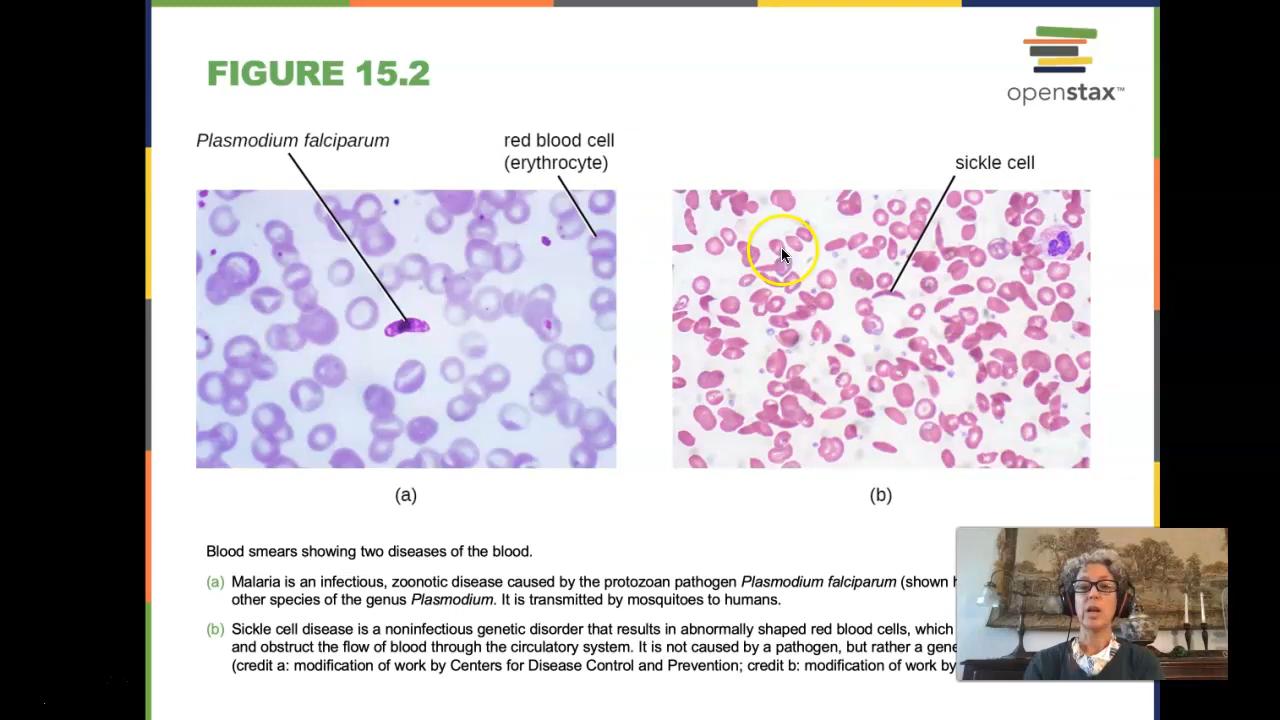 FIGURE 15.2
openstax™
Plasmodium falciparum
red blood cell
(erythrocyte)
sickle cell
(a)
(b)
Blood smears showing two diseases of the blood.
(a) Malaria is an infectious, zoonotic disease caused by the protozoan pathogen Plasmodium falciparum (shown
other species of the genus Plasmodium. It is transmitted by mosquitoes to humans.
(b) Sickle cell disease is a noninfectious genetic disorder that results in abnormally shaped red blood cells, which
and obstruct the flow of blood through the circulatory system. It is not caused by a pathogen, but rather a
(credit a: modification of work by Centers for Disease Control and Prevention; credit b: modification of work by